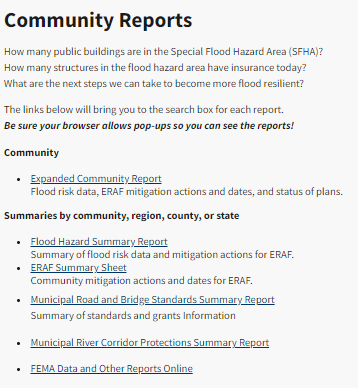 Community Reports
How many public buildings are in the Special Flood Hazard Area (SFHA)?
How many structures in the flood hazard area have insurance today?
What are the next steps we can take to become more flood resilient?
The links below will bring you to the search box for each report.
Be sure your browser allows pop-ups so you can see the reports!
Community
• Expanded Community Report
Flood risk data, ERAF mitigation actions and dates, and status of plans.
Summaries by community, region, county, or state
• Flood Hazard Summary Report
Summary of flood risk data and mitigation actions for ERAF.
• ERAF Summary Sheet
Community mitigation actions and dates for ERAF.
• Municipal Road and Bridge Standards Summary Report
Summary of standards and grants Information
• Municipal River Corridor Protections Summary Report
• FEMA Data and Other Reports Online